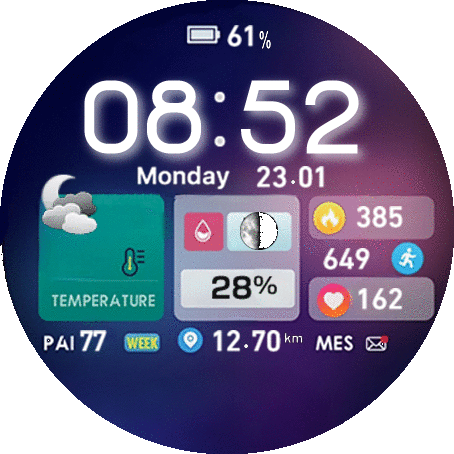 61%
08:52
Monday 23.01
385
649
28%
162
TEMPERATURE
PAI 77 WEEK 12.70 km MES